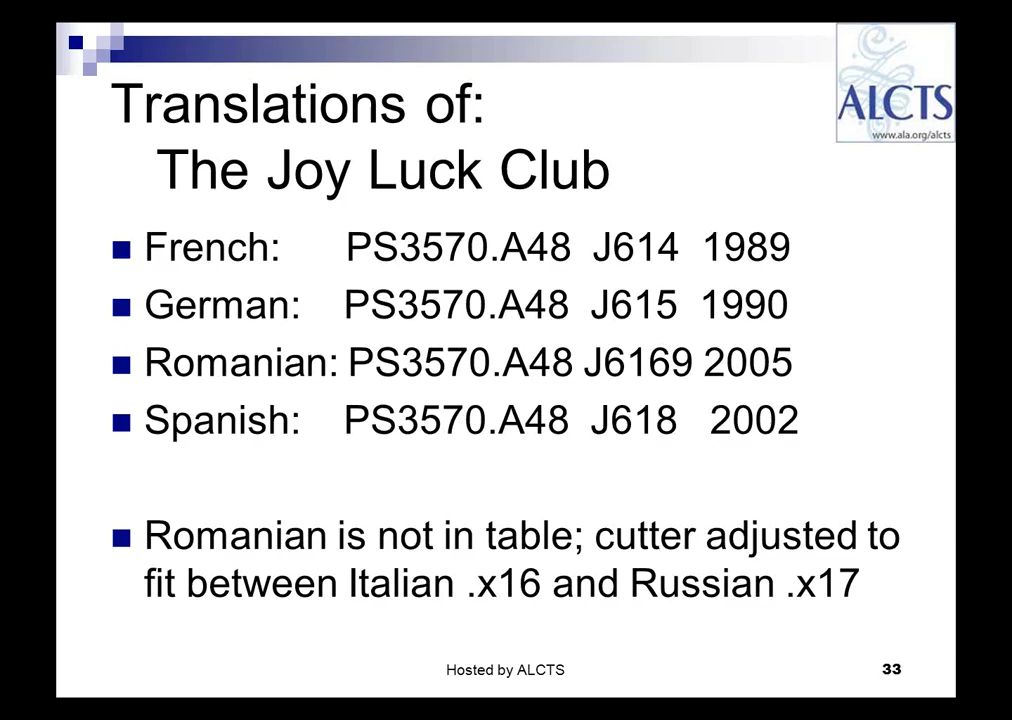 ALCTS
www.ala.org/alcts
Translations of:
The Joy Luck Club
French: PS3570.A48 J614 1989
German: PS3570.A48 J615 1990
Romanian: PS3570.A48 J6169 2005
Spanish: PS3570.A48 J618 2002
Romanian is not in table; cutter adjusted to
fit between Italian .x16 and Russian .x17
Hosted by ALCTS
33